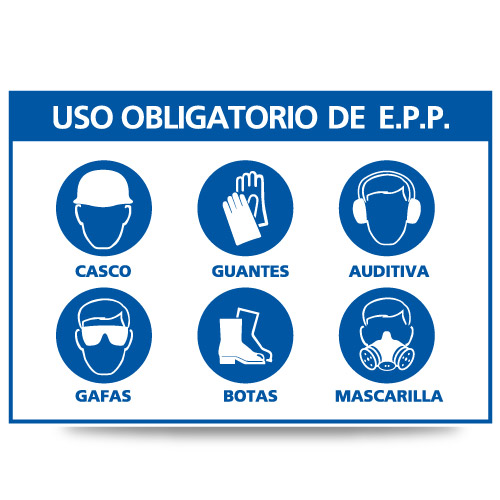 USO OBLIGATORIO DE E.P.P.
CASCO
GUANTES
AUDITIVA
GAFAS
BOTAS
MASCARILLA